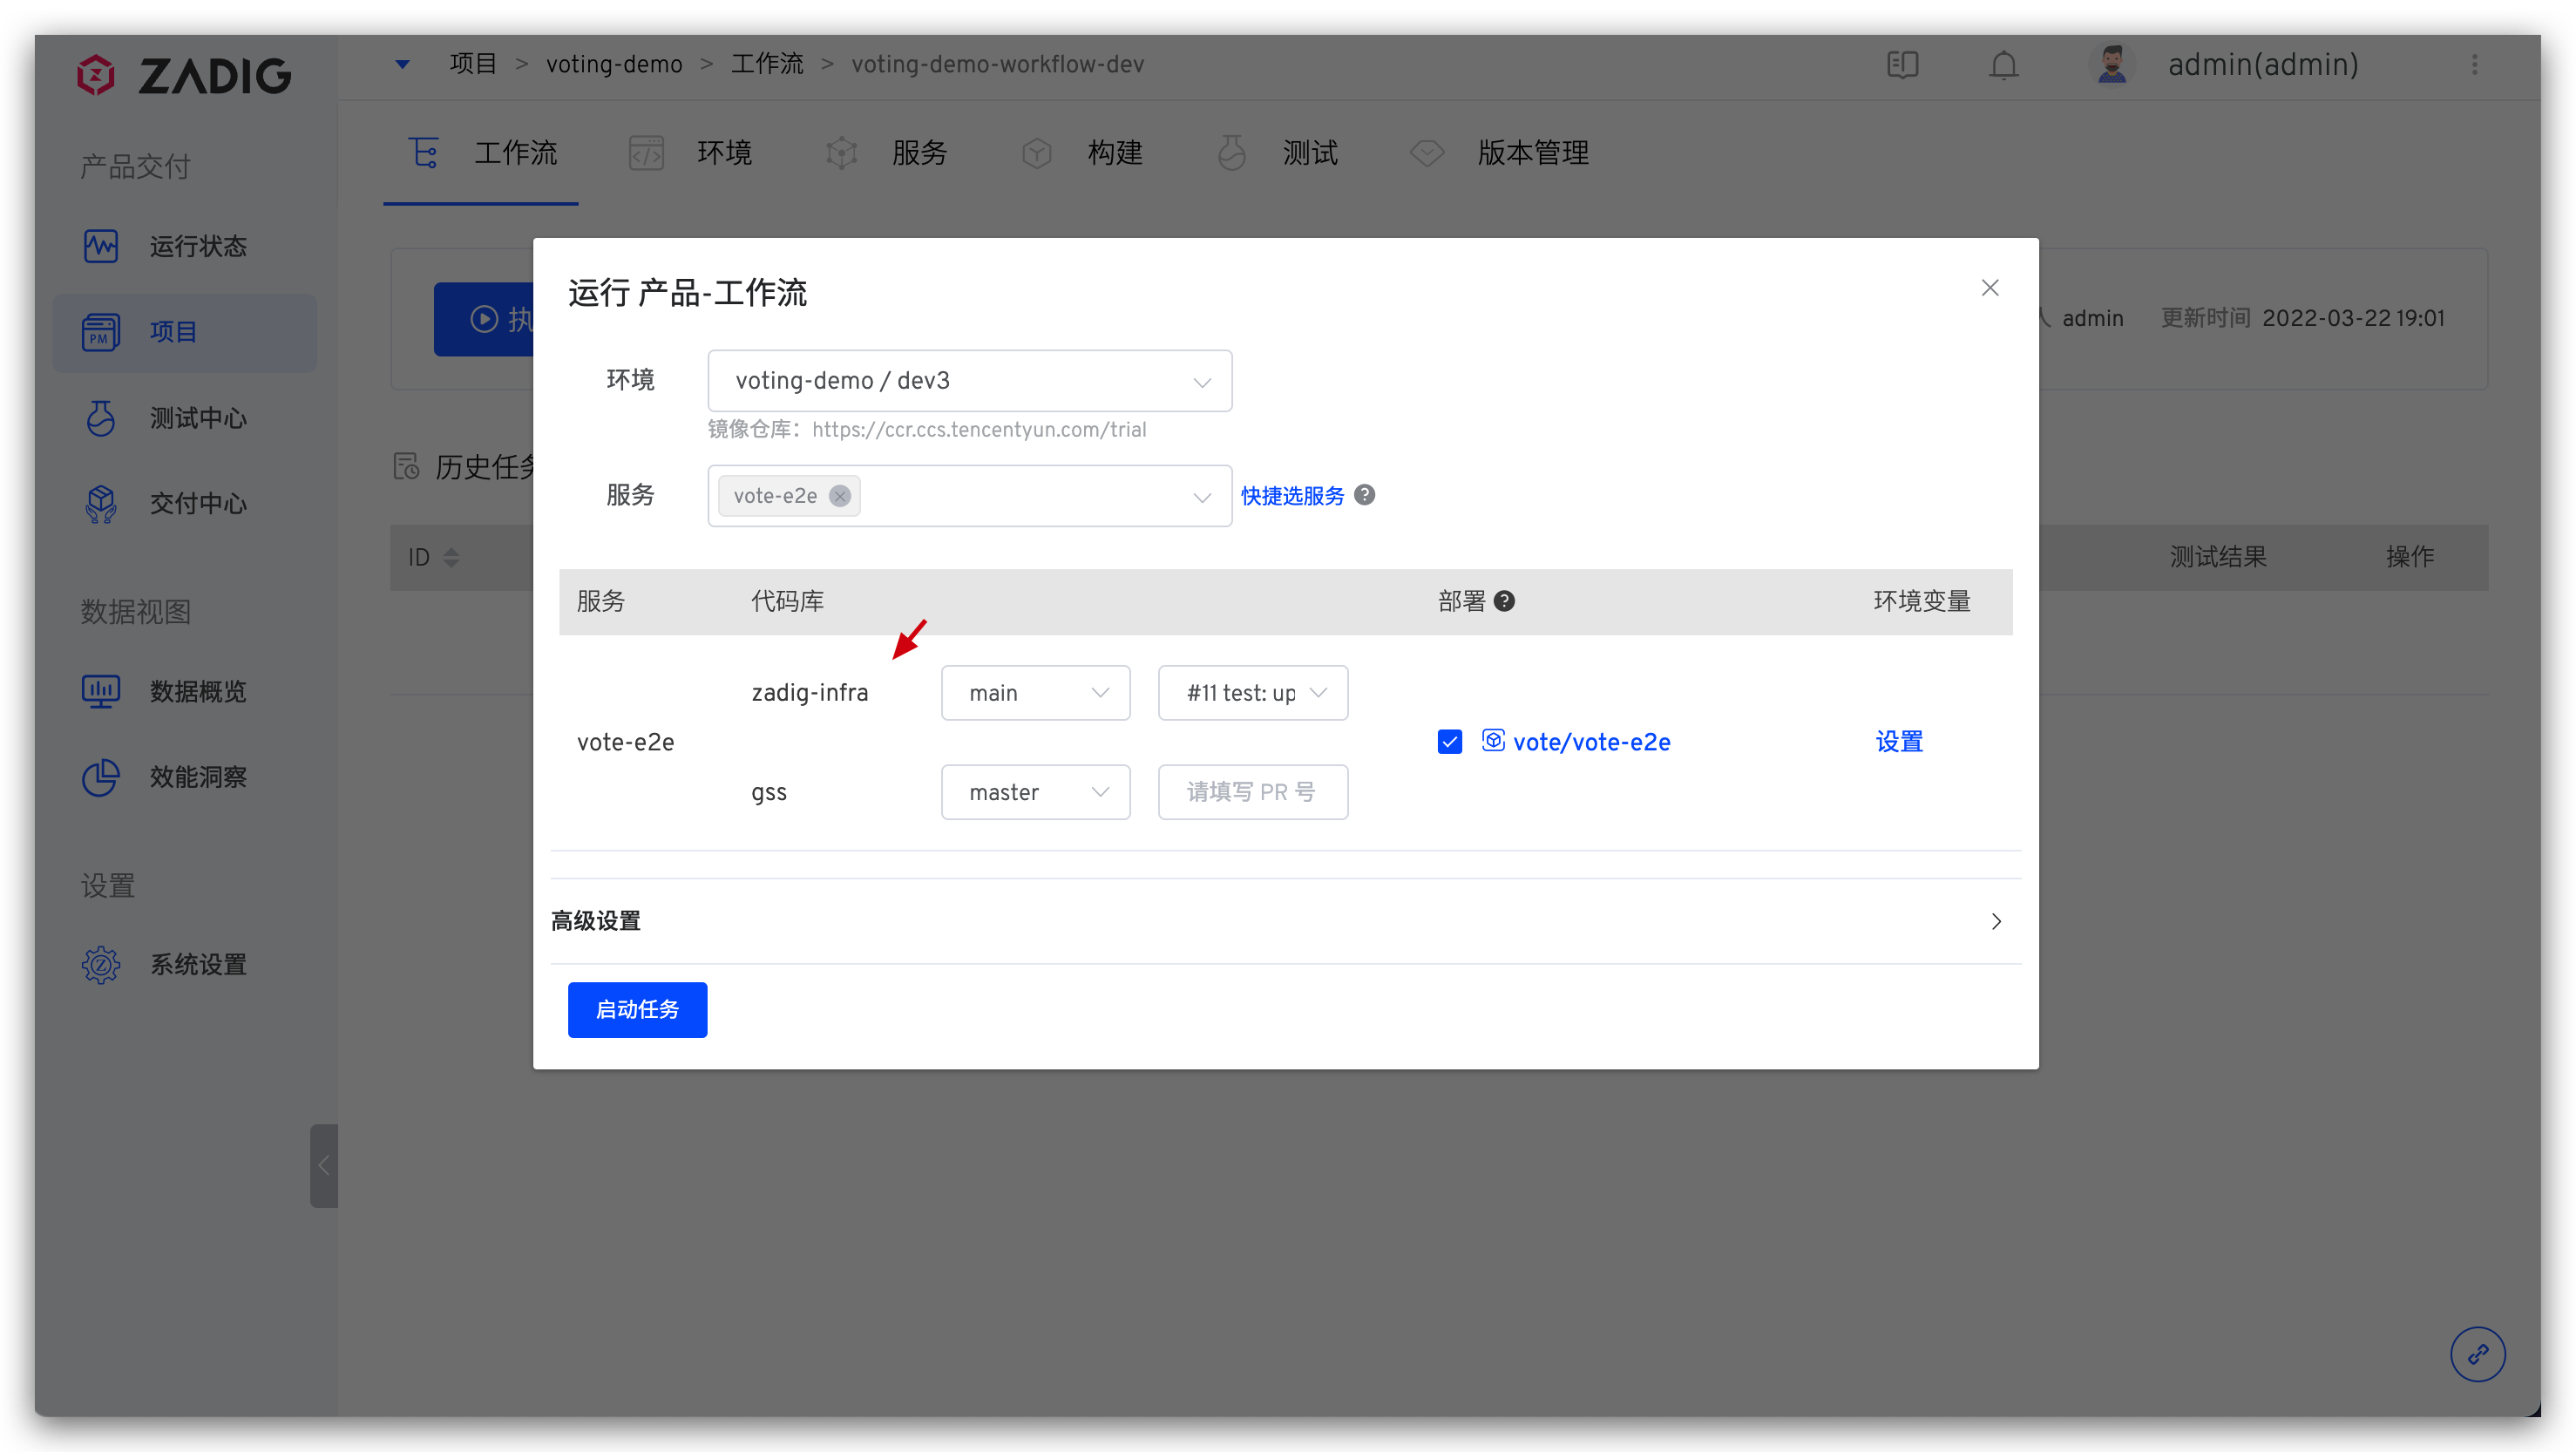 ZADIG
项目 > voting-demo > 工作流 > voting-demo-workflow-dev
admin(admin)
产品交付
运行状态
PM
项目
测试中心
交付中心
数据视图
数据概览
效能洞察
设置
系统设置
工作流 环境 服务 构建 测试 版本管理
执
admin 更新时间 2022-03-22 19:01
历史任务
ID
测试结果 操作
运行 产品-工作流
环境 voting-demo / dev3
镜像仓库：https://ccr.ccs.tencentyun.com/trial
服务 vote-e2e 快捷选服务
服务 代码库 部署 环境变量
zadig-infra main #11 test: up
vote-e2e vote/vote-e2e 设置
gss master 请填写 PR 号
高级设置
启动任务